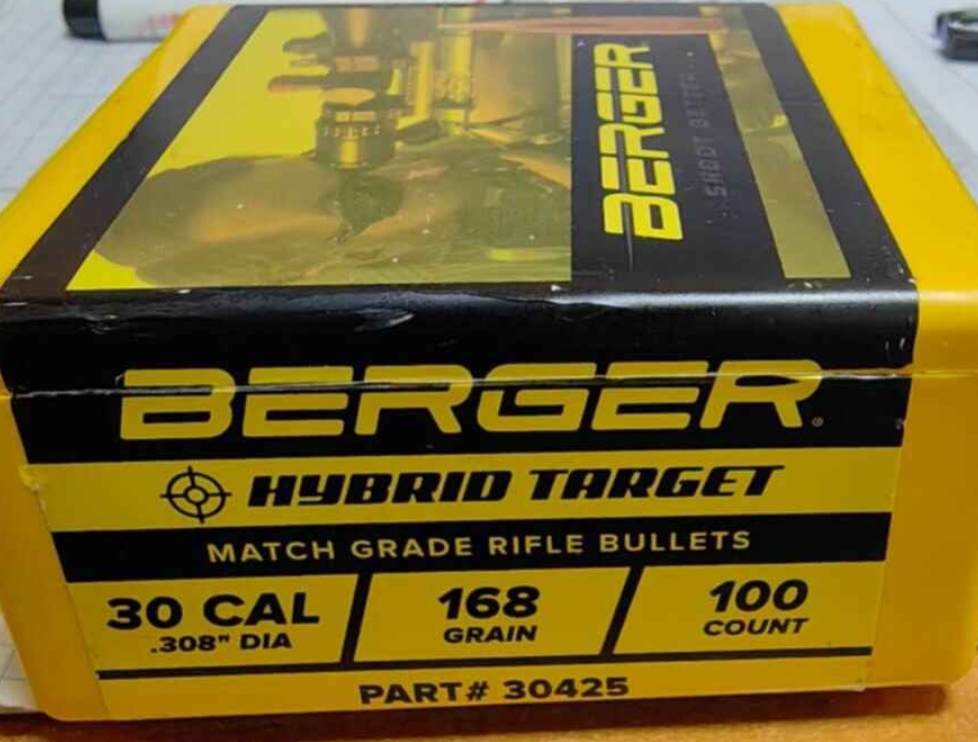 BERGER
SHOOT BETTER
BERGER®
HYBRID TARGET
MATCH GRADE RIFLE BULLETS
30 CAL
.308" DIA
168
GRAIN
100
COUNT
PART# 30425